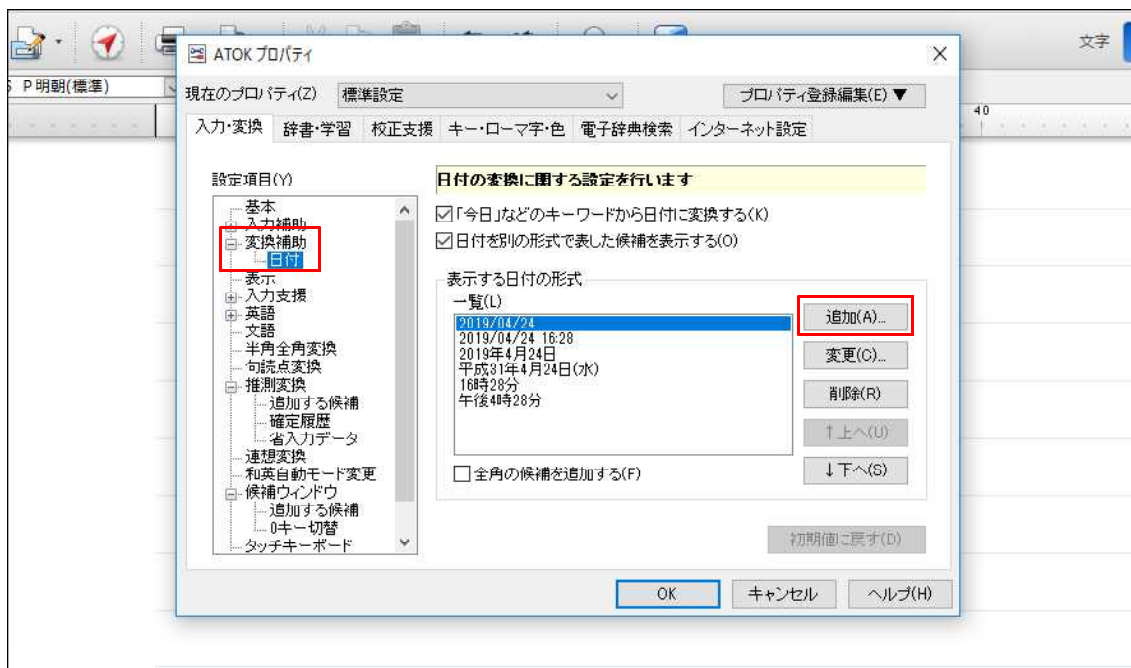 文字
P明朝(標準)
40
ATOK プロパティ
現在のプロパティ(Z)
標準設定
プロパティ登録編集(E) ▼
入力・変換
辞書・学習
校正支援
キー・ローマ字・色
電子辞典検索
インターネット設定
設定項目(Y)
基本
入力補助
変換補助
日付
表示
入力支援
英語
文語
半角全角変換
句読点変換
推測変換
追加する候補
確定履歴
省入力データ
連想変換
和英自動モード変更
候補ウィンドウ
追加する候補
0キー切替
タッチキーボード
日付の変換に関する設定を行います
「今日」などのキーワードから日付に変換する(K)
日付を別の形式で表した候補を表示する(O)
表示する日付の形式
一覧(L)
2019/04/24
2019/04/24 16:28
2019年4月24日
平成31年4月24日(水)
16時28分
午後4時28分
全角の候補を追加する(F)
追加(A)...
変更(C)...
削除(R)
↑上へ(U)
↓下へ(S)
初期値に戻す(D)
OK
キャンセル
ヘルプ(H)